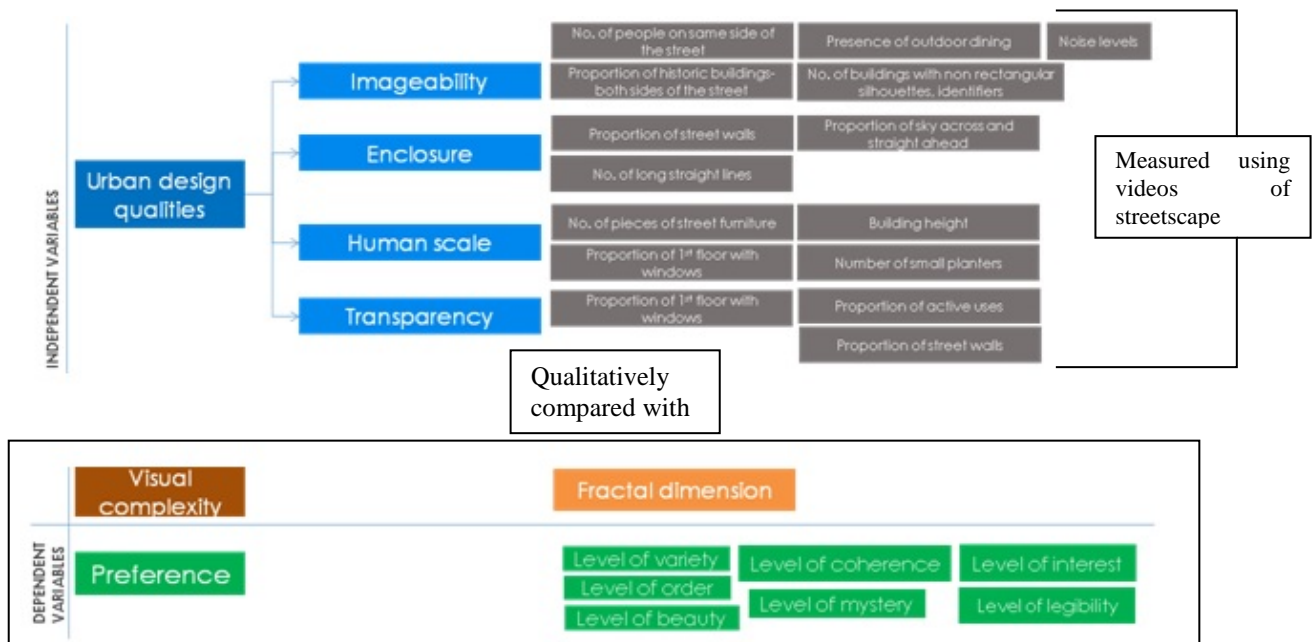 INDEPENDENT VARIABLES
Urban design
qualities
Imageability
No. of people on same side of
the street
Presence of outdoor dining
Noise levels
Proportion of historic buildings-
both sides of the street
No. of buildings with non rectangular
silhouettes, identifiers
Enclosure
Proportion of street walls
Proportion of sky across and
straight ahead
No. of long straight lines
Human scale
No. of pieces of street furniture
Building height
Proportion of 1st floor with
windows
Number of small planters
Transparency
Proportion of 1st floor with
windows
Proportion of active uses
Proportion of street walls
Measured using
videos of
streetscape
Qualitatively
compared with
Visual
complexity
Fractal dimension
DEPENDENT
VARIABLES
Preference
Level of variety
Level of order
Level of beauty
Level of coherence
Level of mystery
Level of interest
Level of legibility